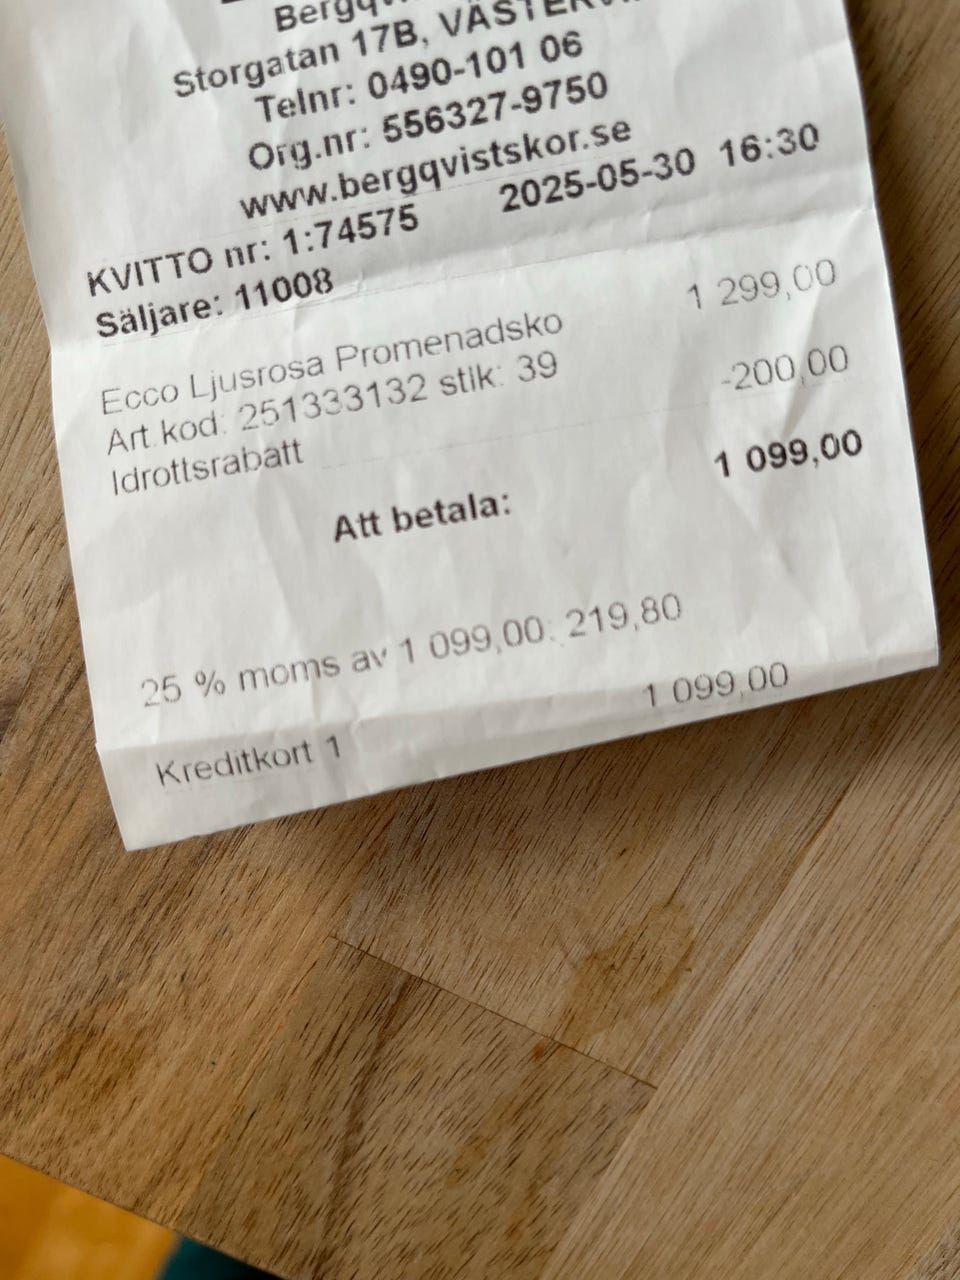 Storgatan 17B,
Telnr: 0490-101 06
Org.nr: 556327-9750
www.bergqvistskor.se
KVITTO nr: 1:74575 2025-05-30 16:30
Säljare: 11008
Ecco Ljusrosa Promenadsko 1 299,00
Art.kod: 251333132 stlk: 39
Idrottsrabatt -200,00
Att betala: 1 099,00
25 % moms av 1 099,00: 219,80
Kreditkort 1 1 099,00